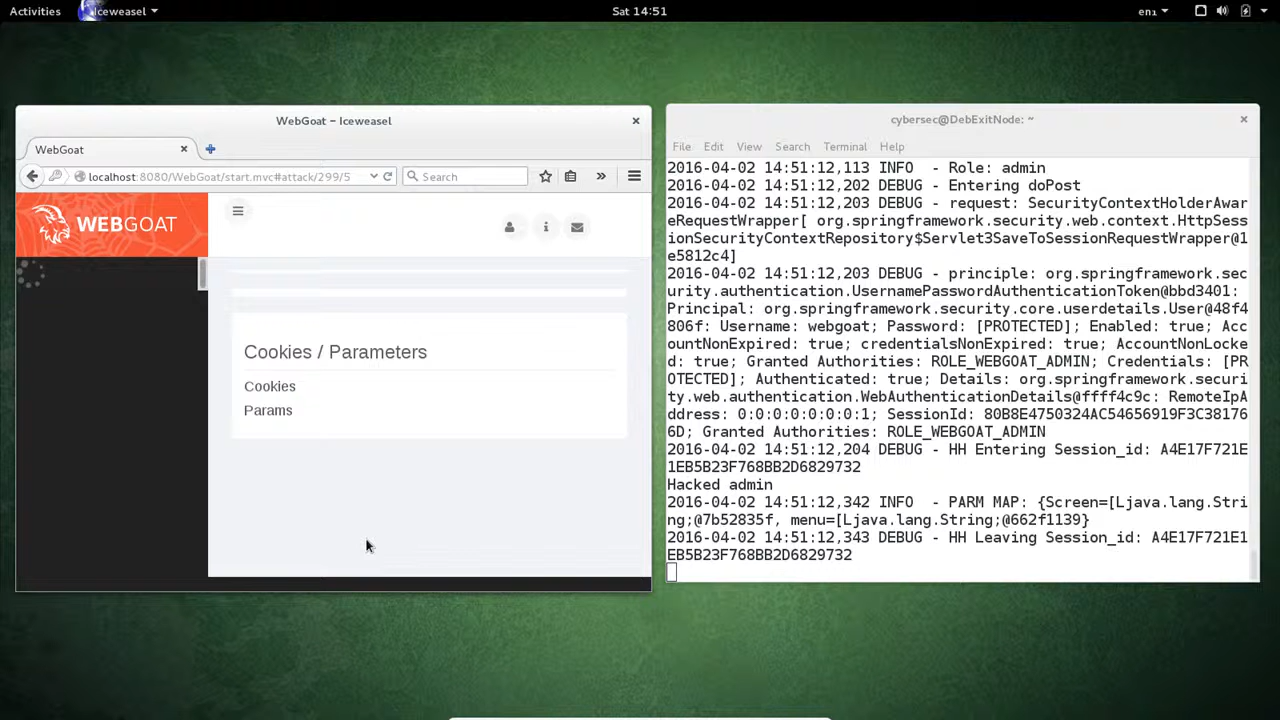 Activities
Iceweasel
Sat 14:51
en1
WebGoat – Iceweasel
WebGoat
localhost:8080/WebGoat/start.mvc#attack/299/5
Search
WEBGOAT
Cookies / Parameters
Cookies
Params
cybersec@DebExitNode: ~
File Edit View Search Terminal Help
2016-04-02 14:51:12,113 INFO  - Role: admin
2016-04-02 14:51:12,202 DEBUG - Entering doPost
2016-04-02 14:51:12,203 DEBUG - request: SecurityContextHolderAwar
eRequestWrapper[ org.springframework.security.web.context.HttpSess
ionSecurityContextRepository$Servlet3SaveToSessionRequestWrapper@1
e5812c4]
2016-04-02 14:51:12,203 DEBUG - principle: org.springframework.sec
urity.authentication.UsernamePasswordAuthenticationToken@bbd3401:
Principal: org.springframework.security.core.userdetails.User@48f4
806f: Username: webgoat; Password: [PROTECTED]; Enabled: true; Acc
ountNonExpired: true; credentialsNonExpired: true; AccountNonLocke
d: true; Granted Authorities: ROLE_WEBGOAT_ADMIN; Credentials: [PR
OTECTED]; Authenticated: true; Details: org.springframework.securi
ty.web.authentication.WebAuthenticationDetails@ffff4c9c: RemoteIpA
ddress: 0:0:0:0:0:0:0:1; SessionId: 80B8E4750324AC54656919F3C38176
6D; Granted Authorities: ROLE_WEBGOAT_ADMIN
2016-04-02 14:51:12,204 DEBUG - HH Entering Session_id: A4E17F721E
1EB5B23F768BB2D6829732
Hacked admin
2016-04-02 14:51:12,342 INFO  - PARM MAP: {Screen=[Ljava.lang.Stri
ng;@7b52835f, menu=[Ljava.lang.String;@662f1139}
2016-04-02 14:51:12,343 DEBUG - HH Leaving Session_id: A4E17F721E1
EB5B23F768BB2D6829732